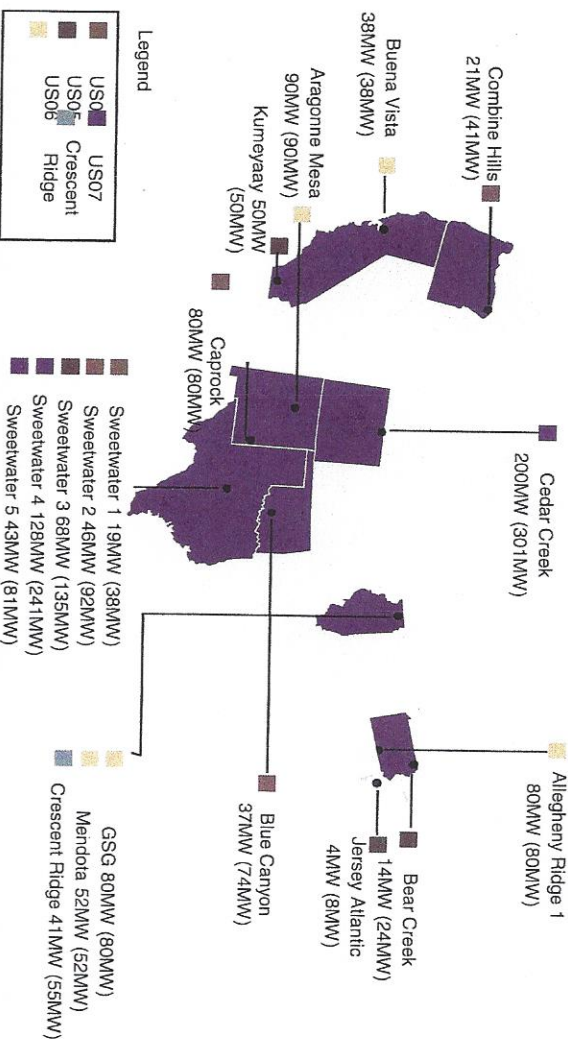 Combine Hills
21MW (41MW)
Buena Vista
38MW (38MW)
Aragonne Mesa
90MW (90MW)
Kumeyaay 50MW
(50MW)
Caprock
80MW (80MW)
Cedar Creek
200MW (301MW)
Allegheny Ridge 1
80MW (80MW)
Bear Creek
14MW (24MW)
Jersey Atlantic
4MW (8MW)
Blue Canyon
37MW (74MW)
GSG 80MW (80MW)
Mendota 52MW (52MW)
Crescent Ridge 41MW (55MW)
Sweetwater 1 19MW (38MW)
Sweetwater 2 46MW (92MW)
Sweetwater 3 68MW (135MW)
Sweetwater 4 128MW (241MW)
Sweetwater 5 43MW (81MW)
Legend
US07
US05 Crescent
US06 Ridge